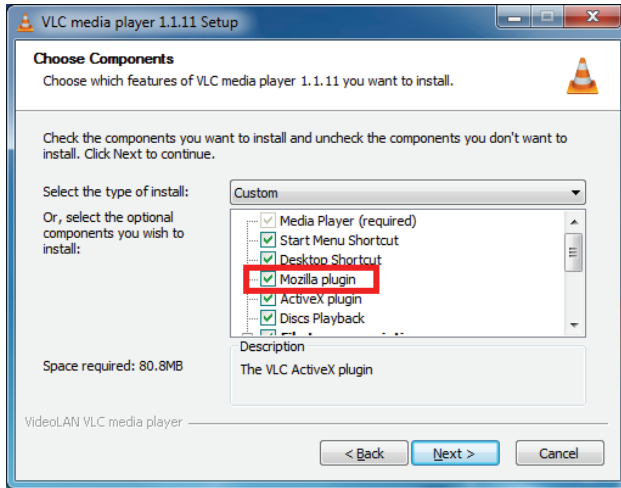 VLC media player 1.1.11 Setup
Choose Components
Choose which features of VLC media player 1.1.11 you want to install.
Check the components you want to install and uncheck the components you don't want to
install. Click Next to continue.
Select the type of install:
Custom
Or, select the optional
components you wish to
install:
Media Player (required)
Start Menu Shortcut
Desktop Shortcut
Mozilla plugin
ActiveX plugin
Discs Playback
Space required: 80.8MB
Description
The VLC ActiveX plugin
VideoLAN VLC media player
< Back
Next >
Cancel